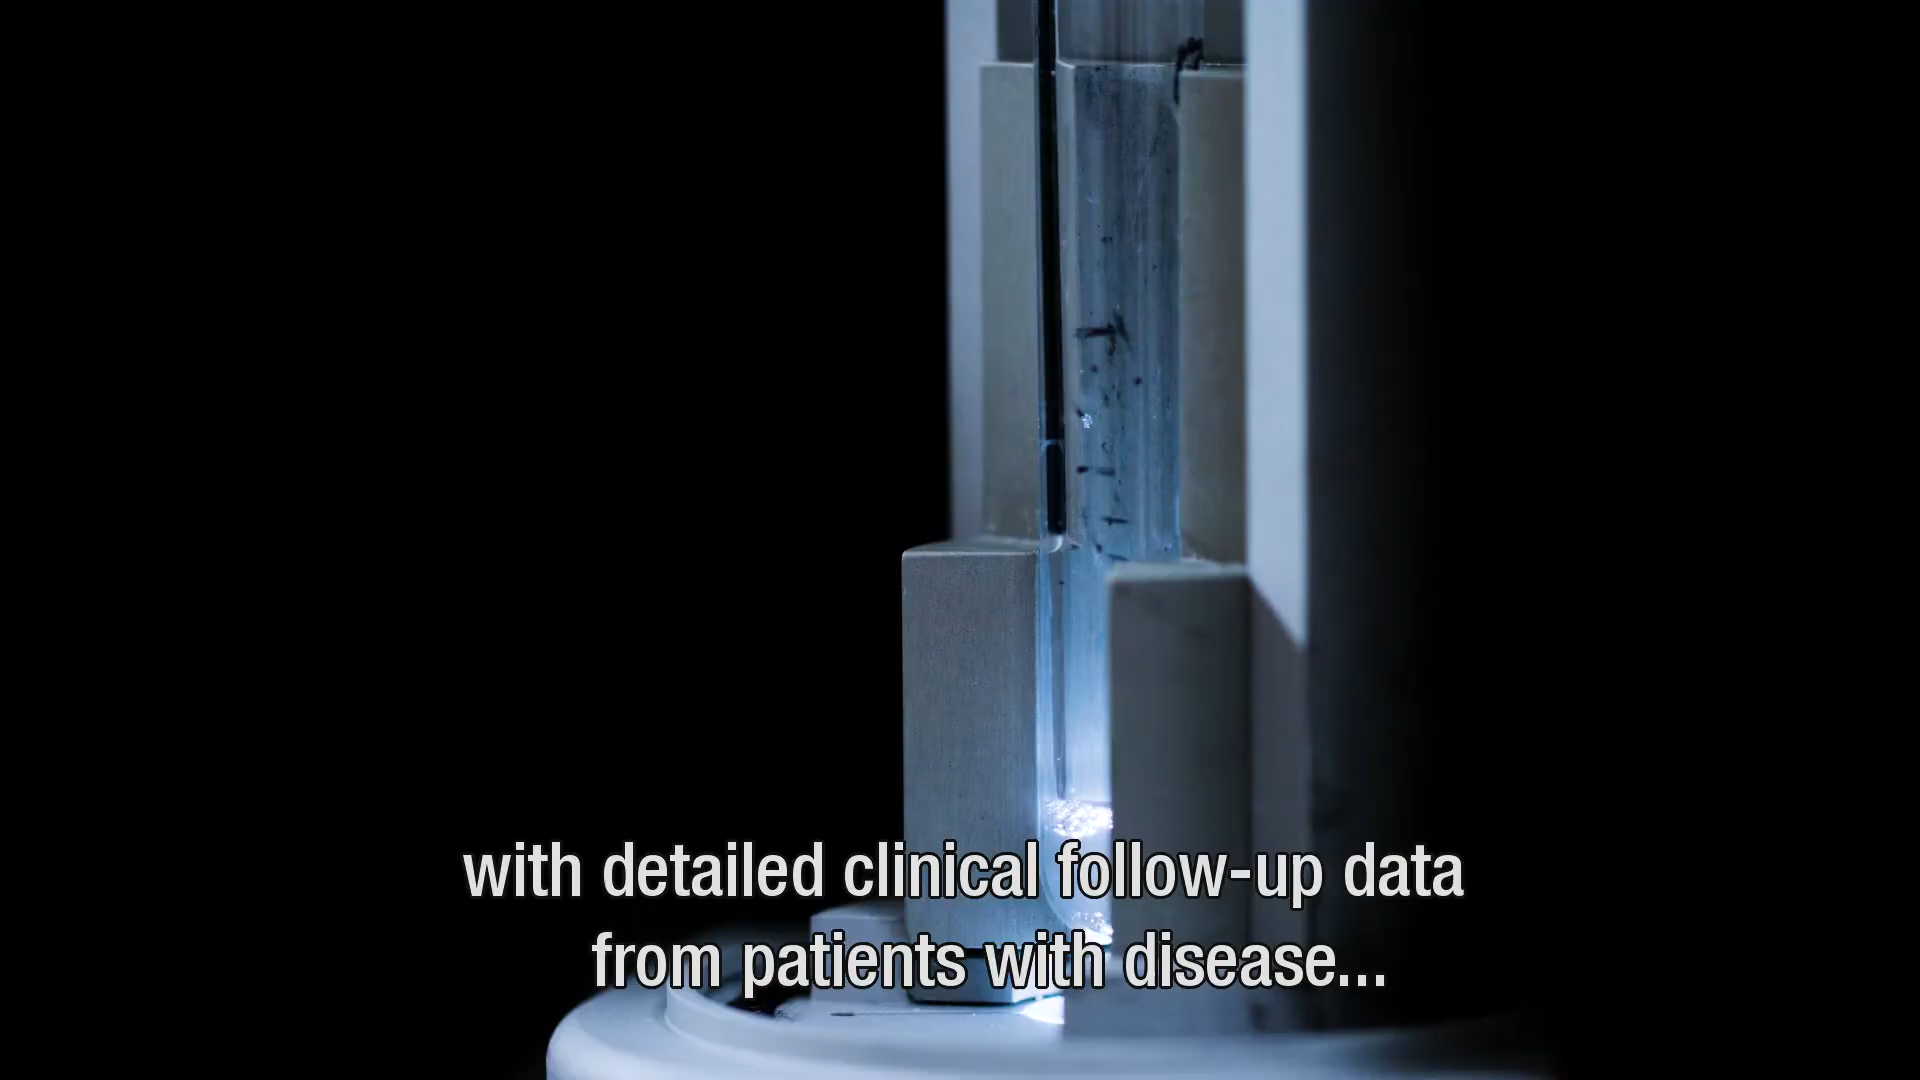 with detailed clinical follow-up data
from patients with disease...